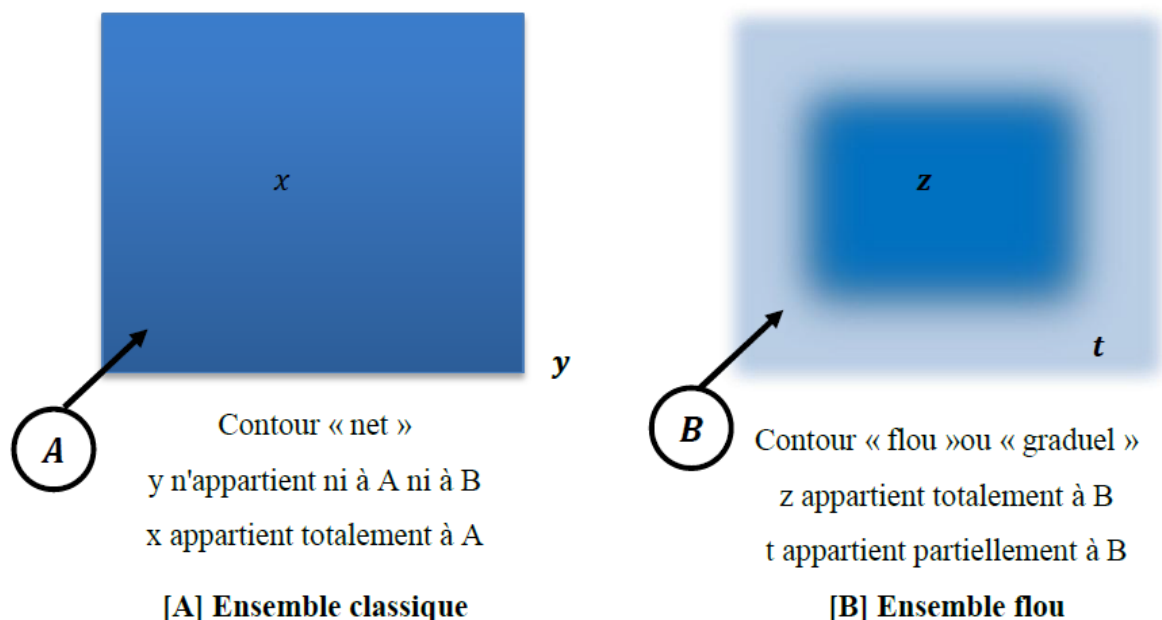 x
y
A
Contour « net »
y n'appartient ni à A ni à B
x appartient totalement à A
[A] Ensemble classique
z
t
B
Contour « flou »ou « graduel »
z appartient totalement à B
t appartient partiellement à B
[B] Ensemble flou